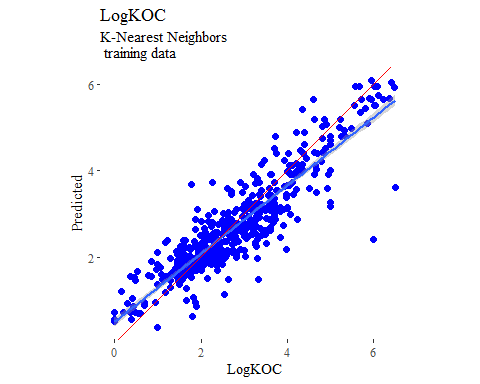 LogKOC
K-Nearest Neighbors
training data
6
4
2
Predicted
0
2
4
6
LogKOC